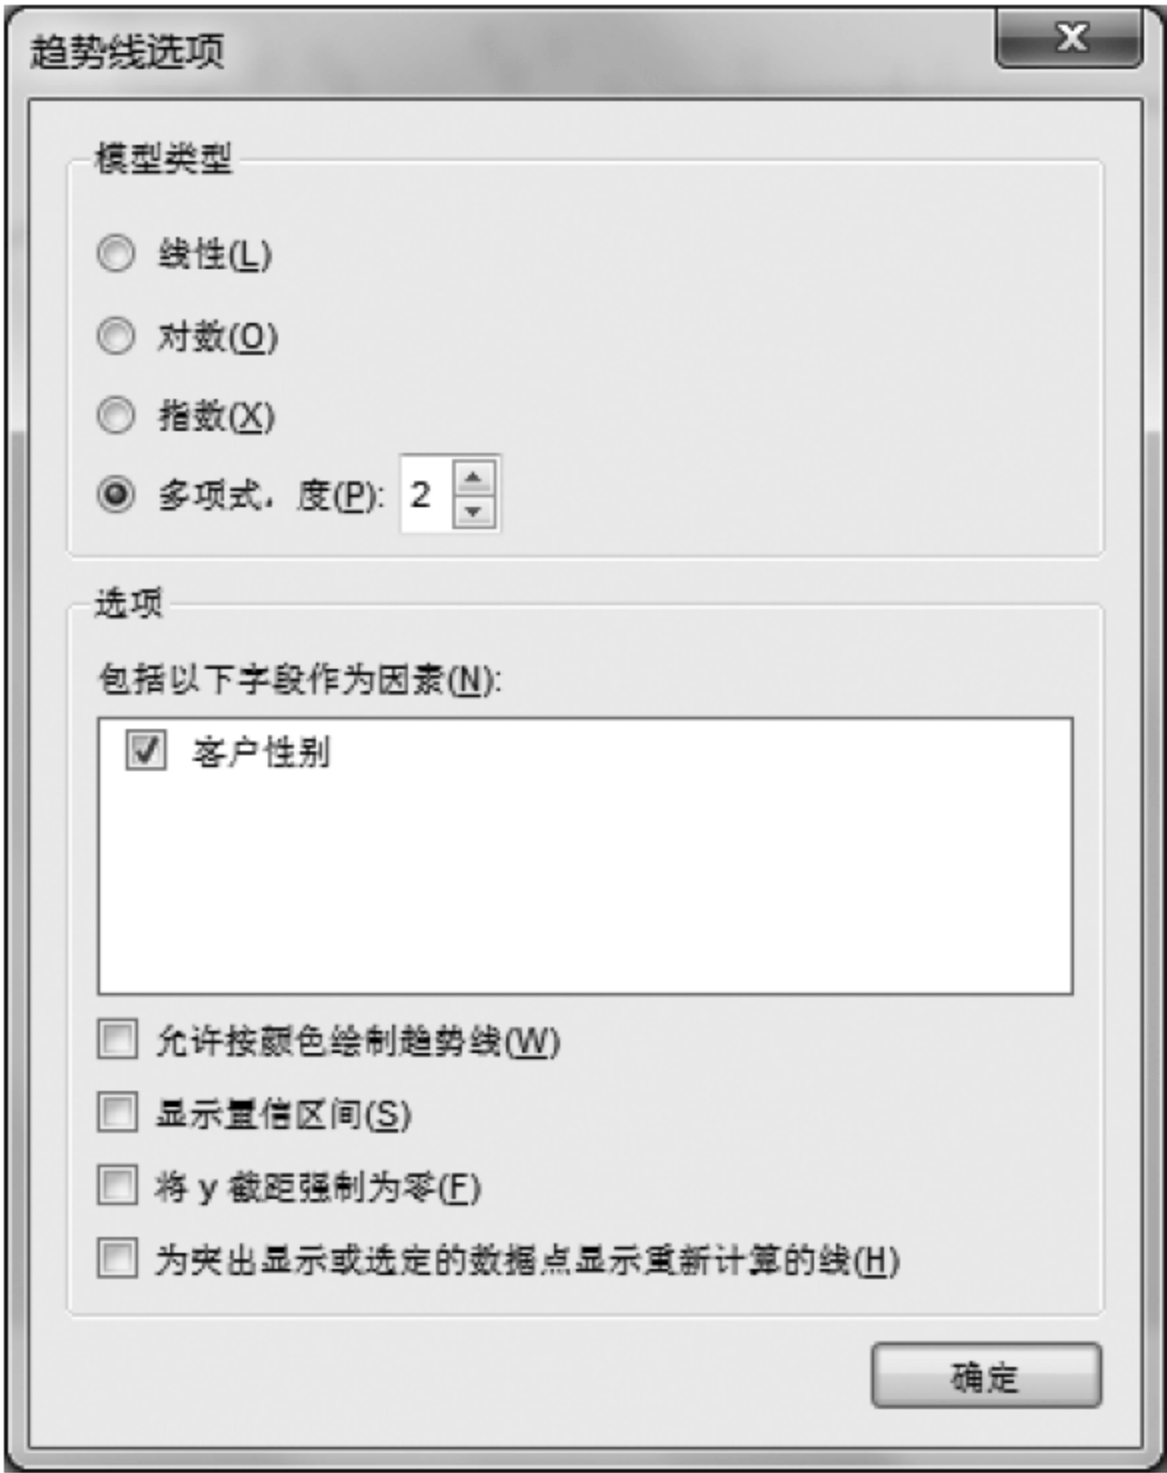 趋势线选项
模型类型
线性(L)
对数(O)
指数(X)
多项式，度(P): 2
选项
包括以下字段作为因素(N):
客户性别
允许按颜色绘制趋势线(W)
显示置信区间(S)
将 y 截距强制为零(F)
为突出显示或选定的数据点显示重新计算的线(H)
确定